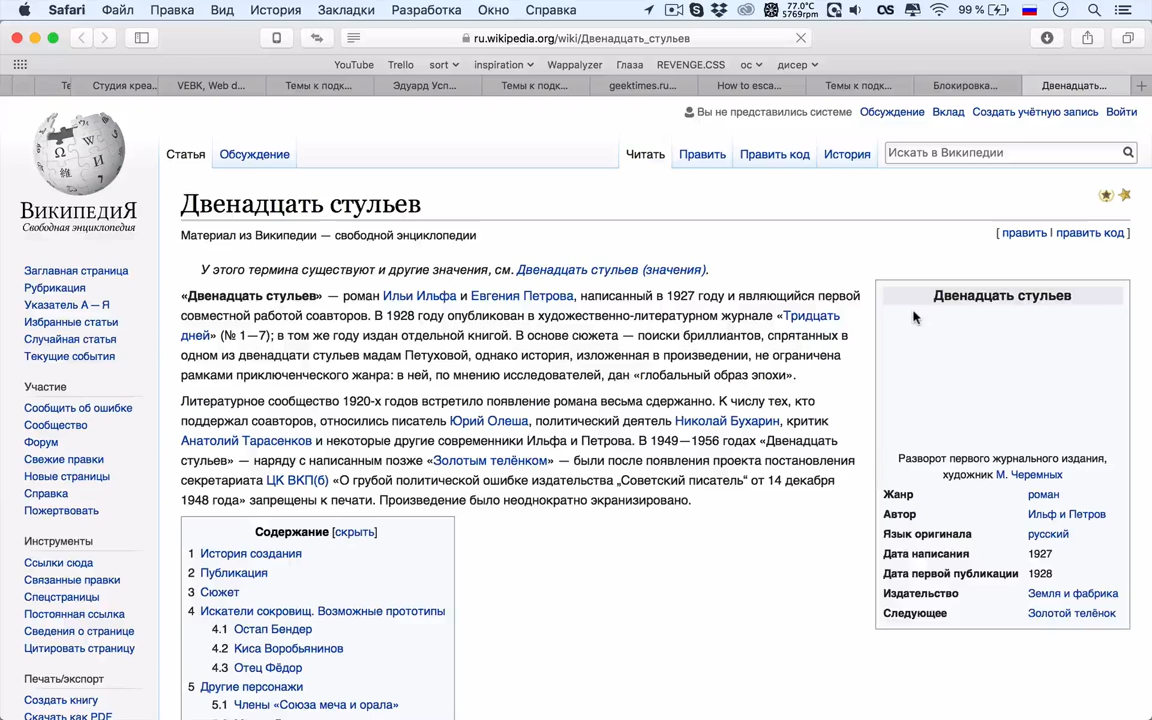 Safari Файл Правка Вид История Закладки Разработка Окно Справка
77.0°C
5769rpm
99 %
ru.wikipedia.org/wiki/Двенадцать_стульев
YouTube Trello sort inspiration Wappalyzer Глаза REVENGE.CSS ос дисер
Те Студия креа... VEBK, Web d... Темы к подк... Эдуард Усп... Темы к подк... geektimes.ru... How to esca... Темы к подк... Блокировка... Двенадцать...
Вы не представились системе Обсуждение Вклад Создать учётную запись Войти
Статья Обсуждение Читать Править Править код История Искать в Википедии
ВИКИПЕДИЯ
Свободная энциклопедия
Заглавная страница
Рубрикация
Указатель А — Я
Избранные статьи
Случайная статья
Текущие события
Участие
Сообщить об ошибке
Сообщество
Форум
Свежие правки
Новые страницы
Справка
Пожертвовать
Инструменты
Ссылки сюда
Связанные правки
Спецстраницы
Постоянная ссылка
Сведения о странице
Цитировать страницу
Печать/экспорт
Создать книгу
Скачать как PDF
Двенадцать стульев
Материал из Википедии — свободной энциклопедии
[ править | править код ]
У этого термина существуют и другие значения, см. Двенадцать стульев (значения).
«Двенадцать стульев» — роман Ильи Ильфа и Евгения Петрова, написанный в 1927 году и являющийся первой
совместной работой соавторов. В 1928 году опубликован в художественно-литературном журнале «Тридцать
дней» (№ 1—7); в том же году издан отдельной книгой. В основе сюжета — поиски бриллиантов, спрятанных в
одном из двенадцати стульев мадам Петуховой, однако история, изложенная в произведении, не ограничена
рамками приключенческого жанра: в ней, по мнению исследователей, дан «глобальный образ эпохи».
Литературное сообщество 1920-х годов встретило появление романа весьма сдержанно. К числу тех, кто
поддержал соавторов, относились писатель Юрий Олеша, политический деятель Николай Бухарин, критик
Анатолий Тарасенков и некоторые другие современники Ильфа и Петрова. В 1949—1956 годах «Двенадцать
стульев» — наряду с написанным позже «Золотым телёнком» — были после появления проекта постановления
секретариата ЦК ВКП(б) «О грубой политической ошибке издательства „Советский писатель“ от 14 декабря
1948 года» запрещены к печати. Произведение было неоднократно экранизировано.
Содержание [скрыть]
1 История создания
2 Публикация
3 Сюжет
4 Искатели сокровищ. Возможные прототипы
4.1 Остап Бендер
4.2 Киса Воробьянинов
4.3 Отец Фёдор
5 Другие персонажи
5.1 Члены «Союза меча и орала»
Двенадцать стульев
Разворот первого журнального издания,
художник М. Черемных
Жанр роман
Автор Ильф и Петров
Язык оригинала русский
Дата написания 1927
Дата первой публикации 1928
Издательство Земля и фабрика
Следующее Золотой телёнок